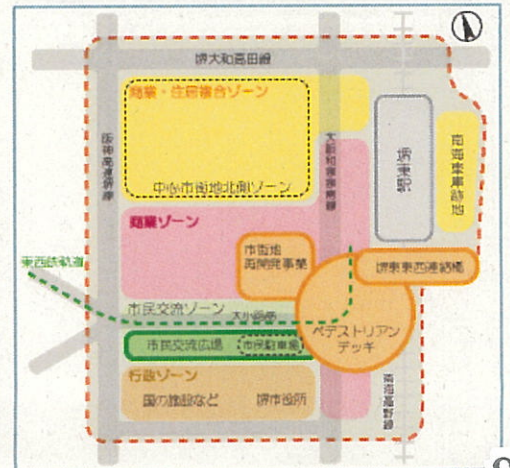 堺大和高田線
商業・住居複合ゾーン
中心市街地北側ゾーン
阪神高速堺線
大阪和泉泉南線
堺東駅
南海車庫跡地
商業ゾーン
市街地
再開発事業
堺東東西連絡橋
東西鉄軌道
市民交流ゾーン
大小路筋
ペデストリアン
デッキ
市民交流広場
市民駐車場
行政ゾーン
国の施設など
堺市役所
南海高野線